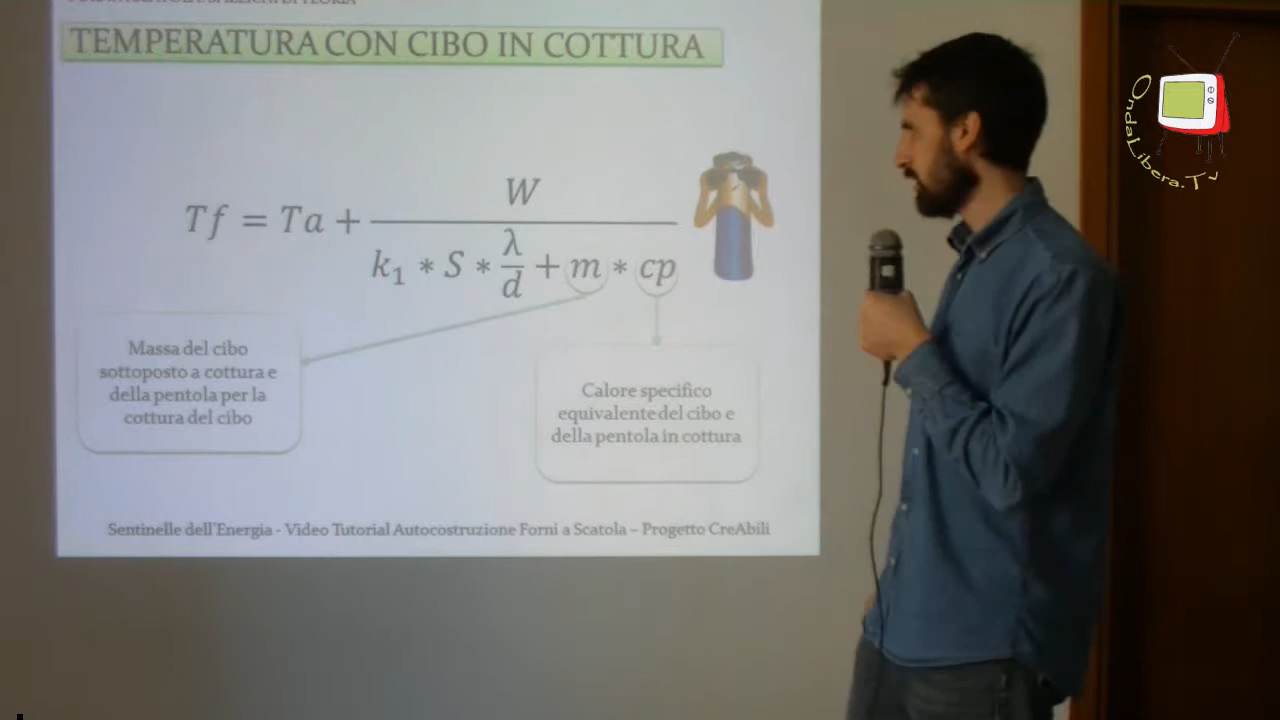 TEMPERATURA CON CIBO IN COTTURA
Tf = Ta + W / (k₁ * S * λ/d + m * cp)
Massa del cibo
sottoposto a cottura e
della pentola per la
cottura del cibo
Calore specifico
equivalente del cibo e
della pentola in cottura
Sentinelle dell'Energia - Video Tutorial Autocostruzione Forni a Scatola – Progetto CreAbili
OndaLibera.Tv